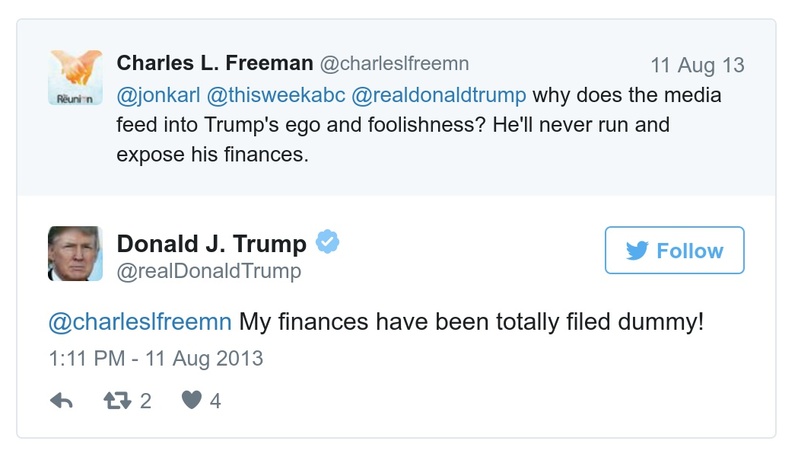 Charles L. Freeman @charleslfreemn 11 Aug 13
@jonkarl @thisweekabc @realdonaldtrump why does the media
feed into Trump's ego and foolishness? He'll never run and
expose his finances.
The Reunion
Donald J. Trump
@realDonaldTrump
Follow
@charleslfreemn My finances have been totally filed dummy!
1:11 PM - 11 Aug 2013
2 4